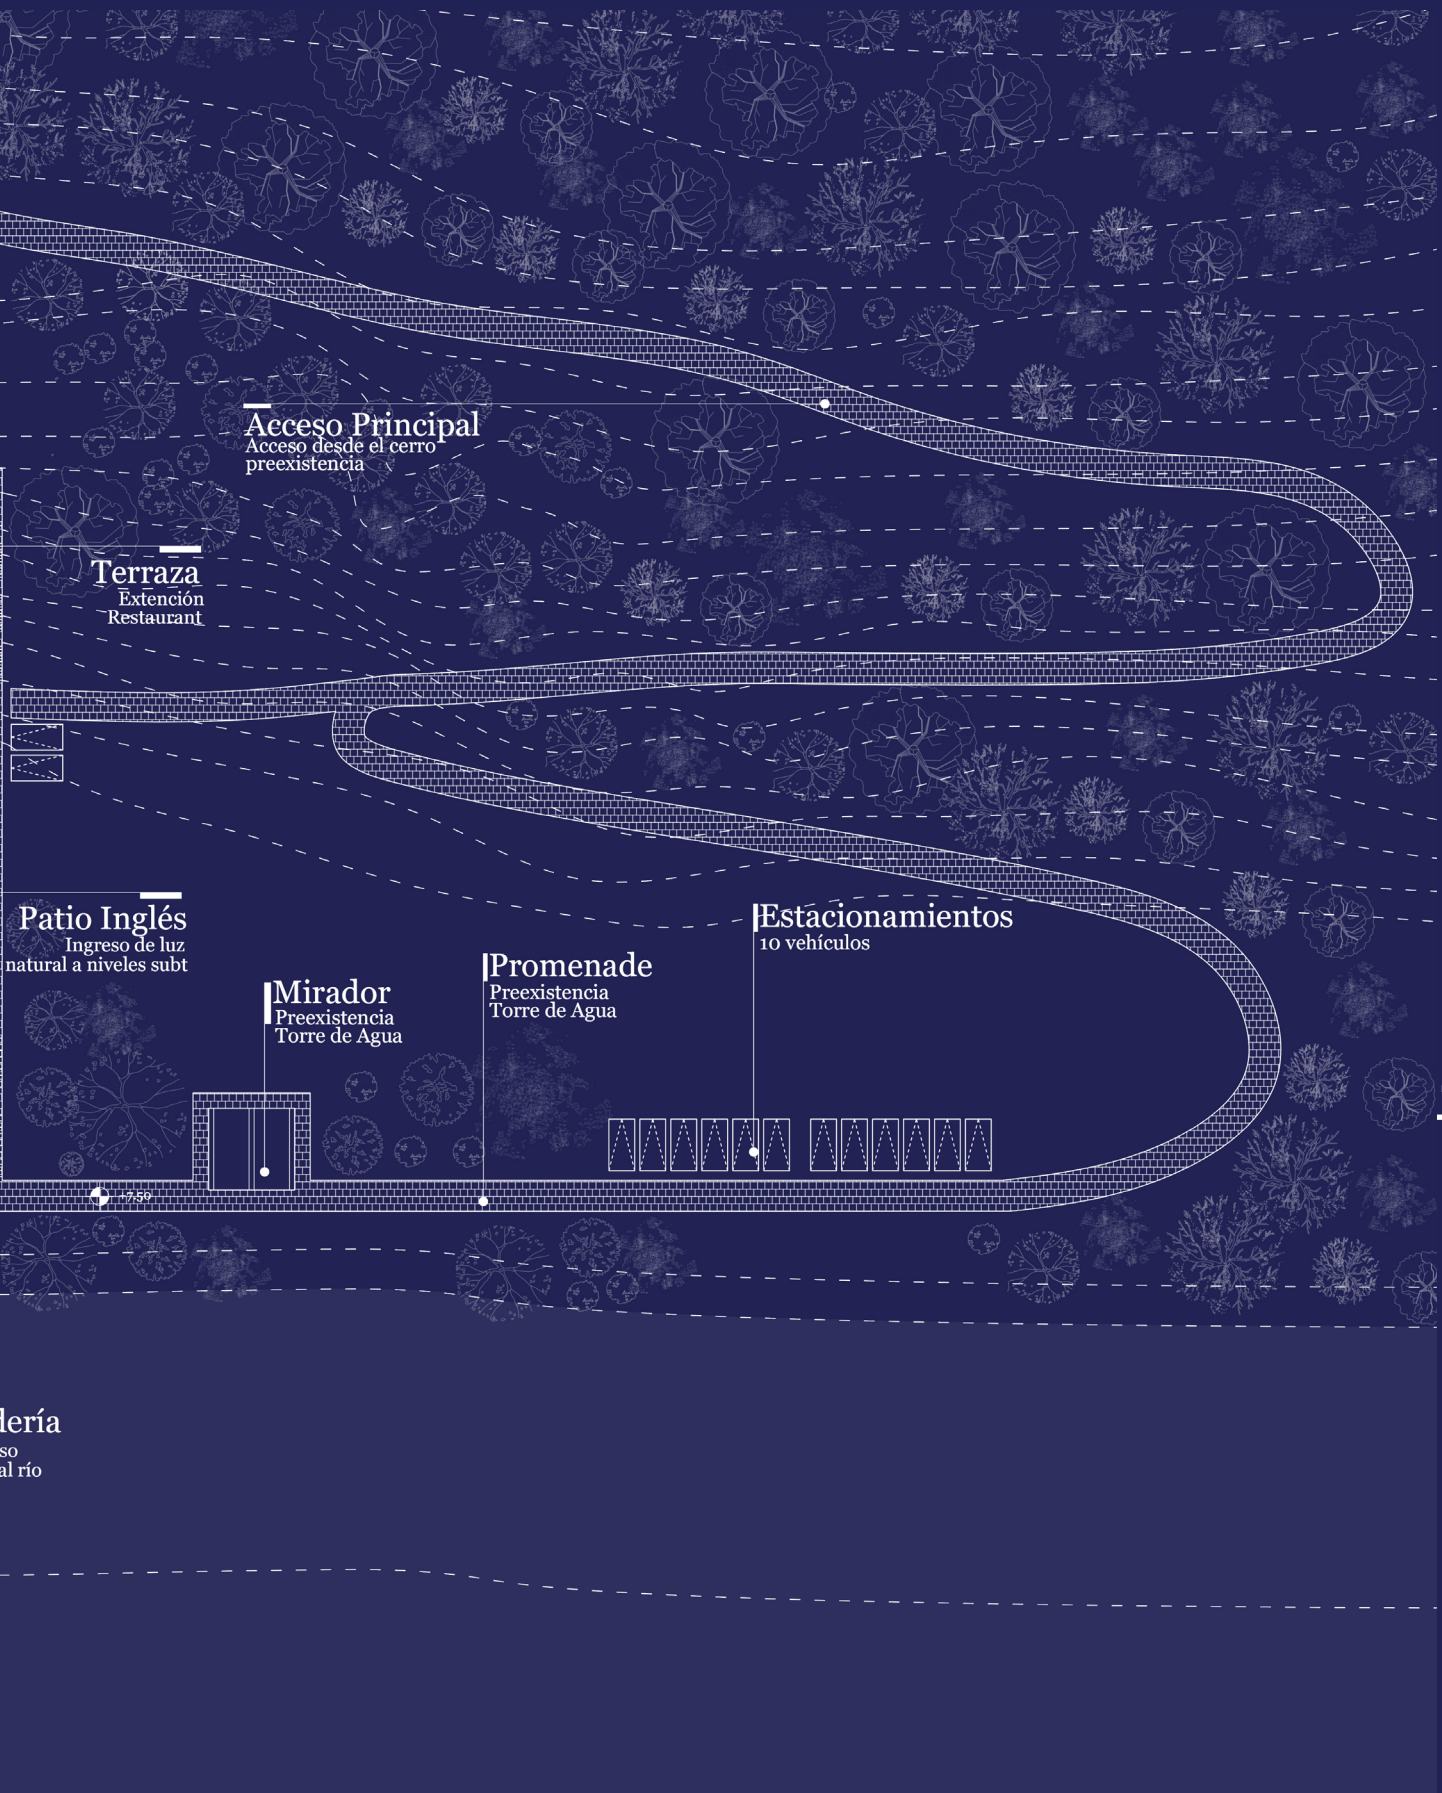 Acceso Principal
Acceso desde el cerro
preexistencia
Terraza
Extención
Restaurant
Patio Inglés
Ingreso de luz
natural a niveles subt
Estacionamientos
10 vehículos
Promenade
Preexistencia
Torre de Agua
Mirador
Preexistencia
Torre de Agua
+7.50
dería
so
al río